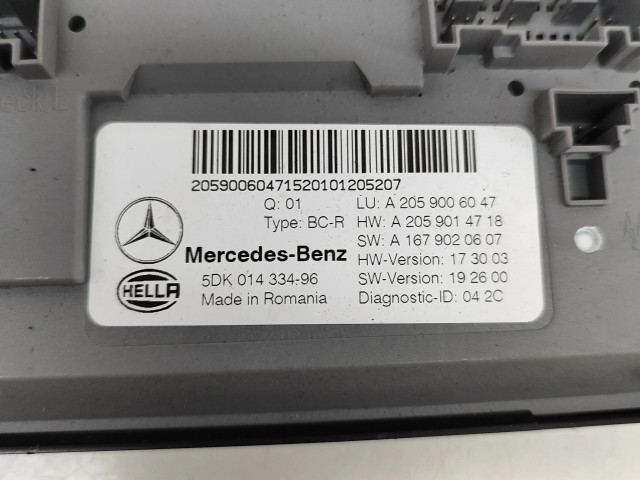 20590060471520101205207
Q: 01 LU: A 205 900 60 47
Type: BC-R HW: A 205 901 47 18
SW: A 167 902 06 07
Mercedes-Benz HW-Version: 17 30 03
HELLA 5DK 014 334-96 SW-Version: 19 26 00
Made in Romania Diagnostic-ID: 04 2C